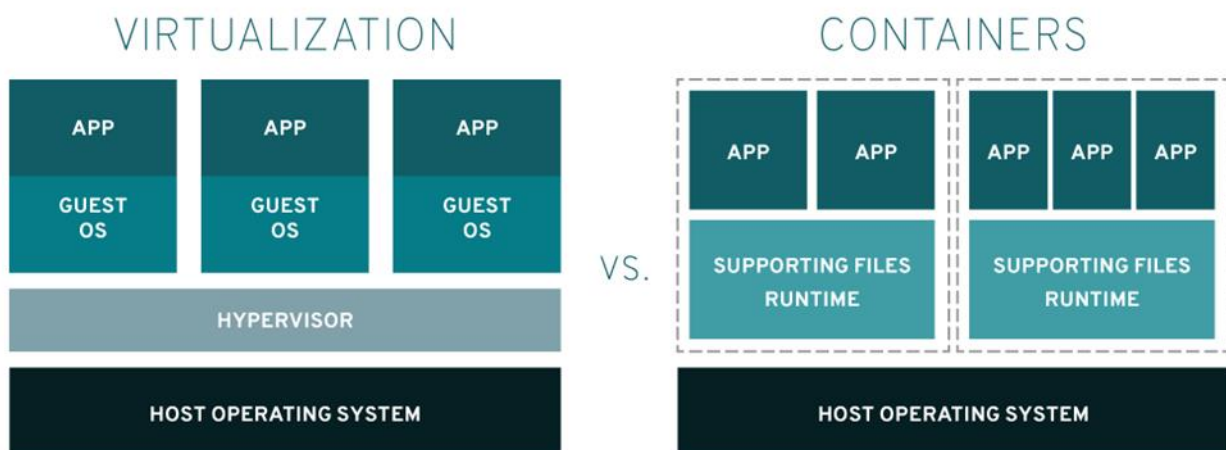 VIRTUALIZATION
APP
APP
APP
GUEST
OS
GUEST
OS
GUEST
OS
HYPERVISOR
HOST OPERATING SYSTEM
VS.
CONTAINERS
APP
APP
SUPPORTING FILES
RUNTIME
APP
APP
APP
SUPPORTING FILES
RUNTIME
HOST OPERATING SYSTEM